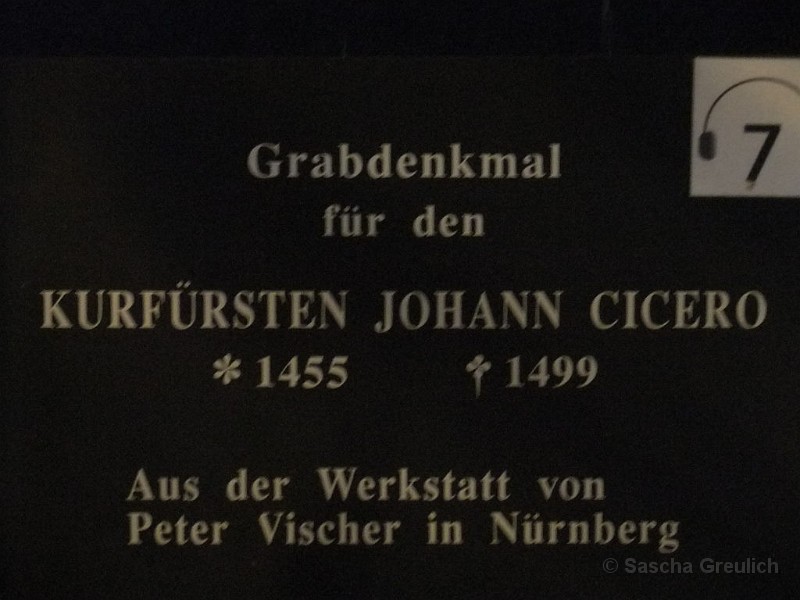 7
Grabdenkmal
für den
KURFÜRSTEN JOHANN CICERO
* 1455 † 1499
Aus der Werkstatt von
Peter Vischer in Nürnberg
© Sascha Greulich